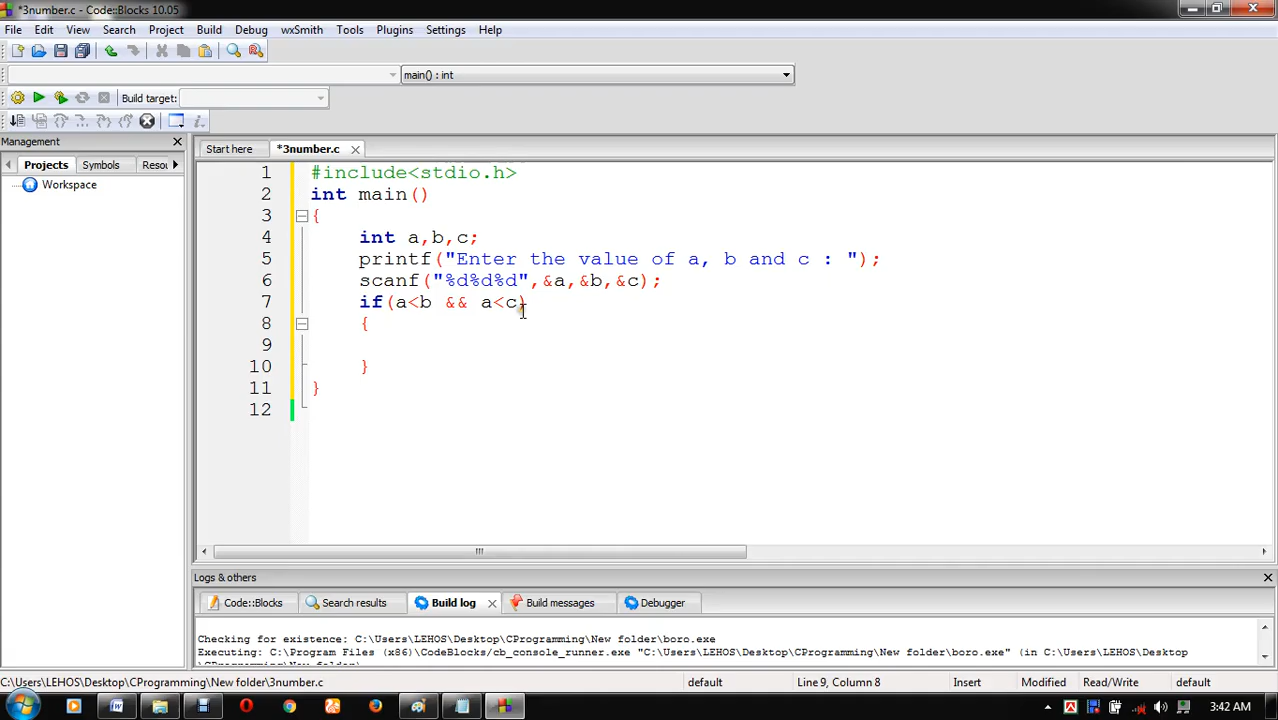 *3number.c - Code::Blocks 10.05
File Edit View Search Project Build Debug wxSmith Tools Plugins Settings Help
main() : int
Build target:
Management
Projects Symbols Resou
Workspace
Start here *3number.c
1 #include<stdio.h>
2 int main()
3 {
4 int a,b,c;
5 printf("Enter the value of a, b and c : ");
6 scanf("%d%d%d",&a,&b,&c);
7 if(a<b && a<c)
8 {
9
10 }
11 }
12
Logs & others
Code::Blocks Search results Build log Build messages Debugger
Checking for existence: C:\Users\LEHOS\Desktop\CProgramming\New folder\boro.exe
Executing: C:\Program Files (x86)\CodeBlocks/cb_console_runner.exe "C:\Users\LEHOS\Desktop\CProgramming\New folder\boro.exe" (in C:\Users\LEHOS\Desktop
\CProgramming\New folder)
C:\Users\LEHOS\Desktop\CProgramming\New folder\3number.c default Line 9, Column 8 Insert Modified Read/Write default
3:42 AM